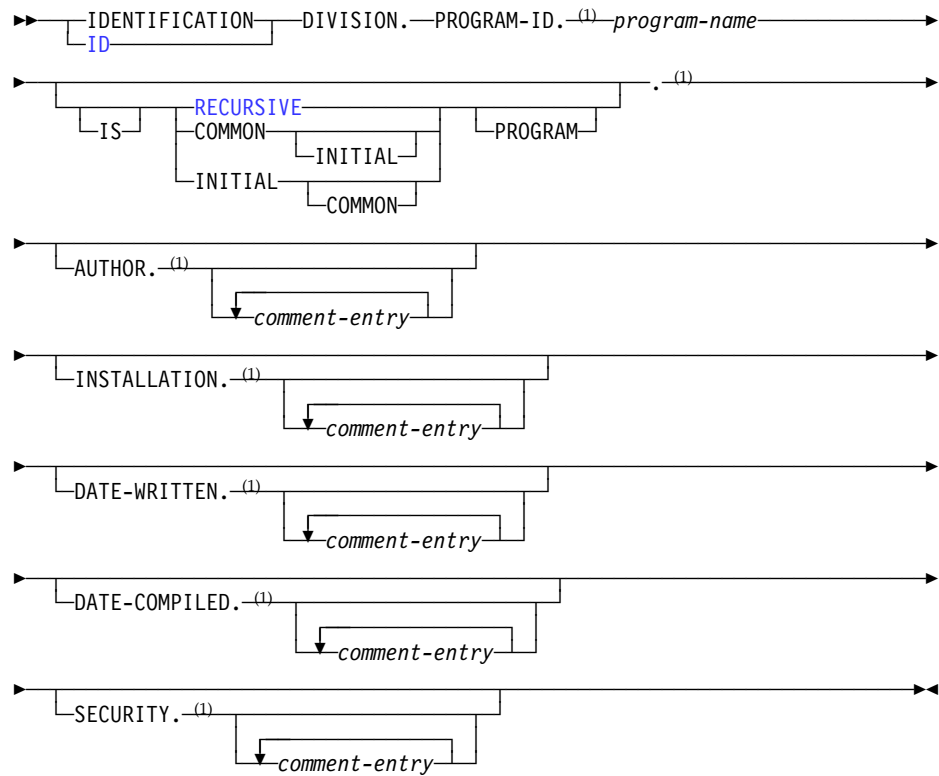 IDENTIFICATION DIVISION. PROGRAM-ID. (1) program-name
ID
. (1)
RECURSIVE
IS COMMON PROGRAM
INITIAL
INITIAL
COMMON
AUTHOR. (1)
comment-entry
INSTALLATION. (1)
comment-entry
DATE-WRITTEN. (1)
comment-entry
DATE-COMPILED. (1)
comment-entry
SECURITY. (1)
comment-entry